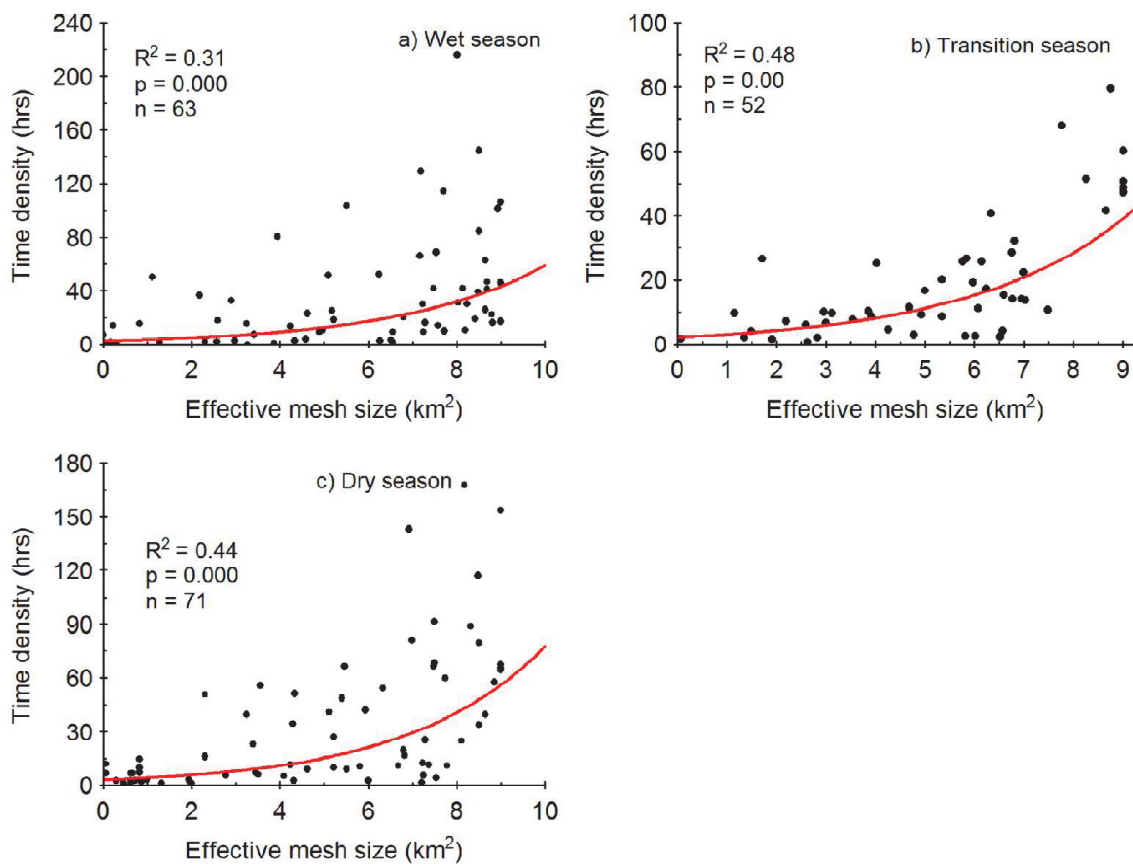 a) Wet season
R² = 0.31
p = 0.000
n = 63
Time density (hrs)
240
200
160
120
80
40
0
0 2 4 6 8 10
Effective mesh size (km²)
b) Transition season
R² = 0.48
p = 0.00
n = 52
Time density (hrs)
100
80
60
40
20
0
0 1 2 3 4 5 6 7 8 9
Effective mesh size (km²)
c) Dry season
R² = 0.44
p = 0.000
n = 71
Time density (hrs)
180
150
120
90
60
30
0
0 2 4 6 8 10
Effective mesh size (km²)